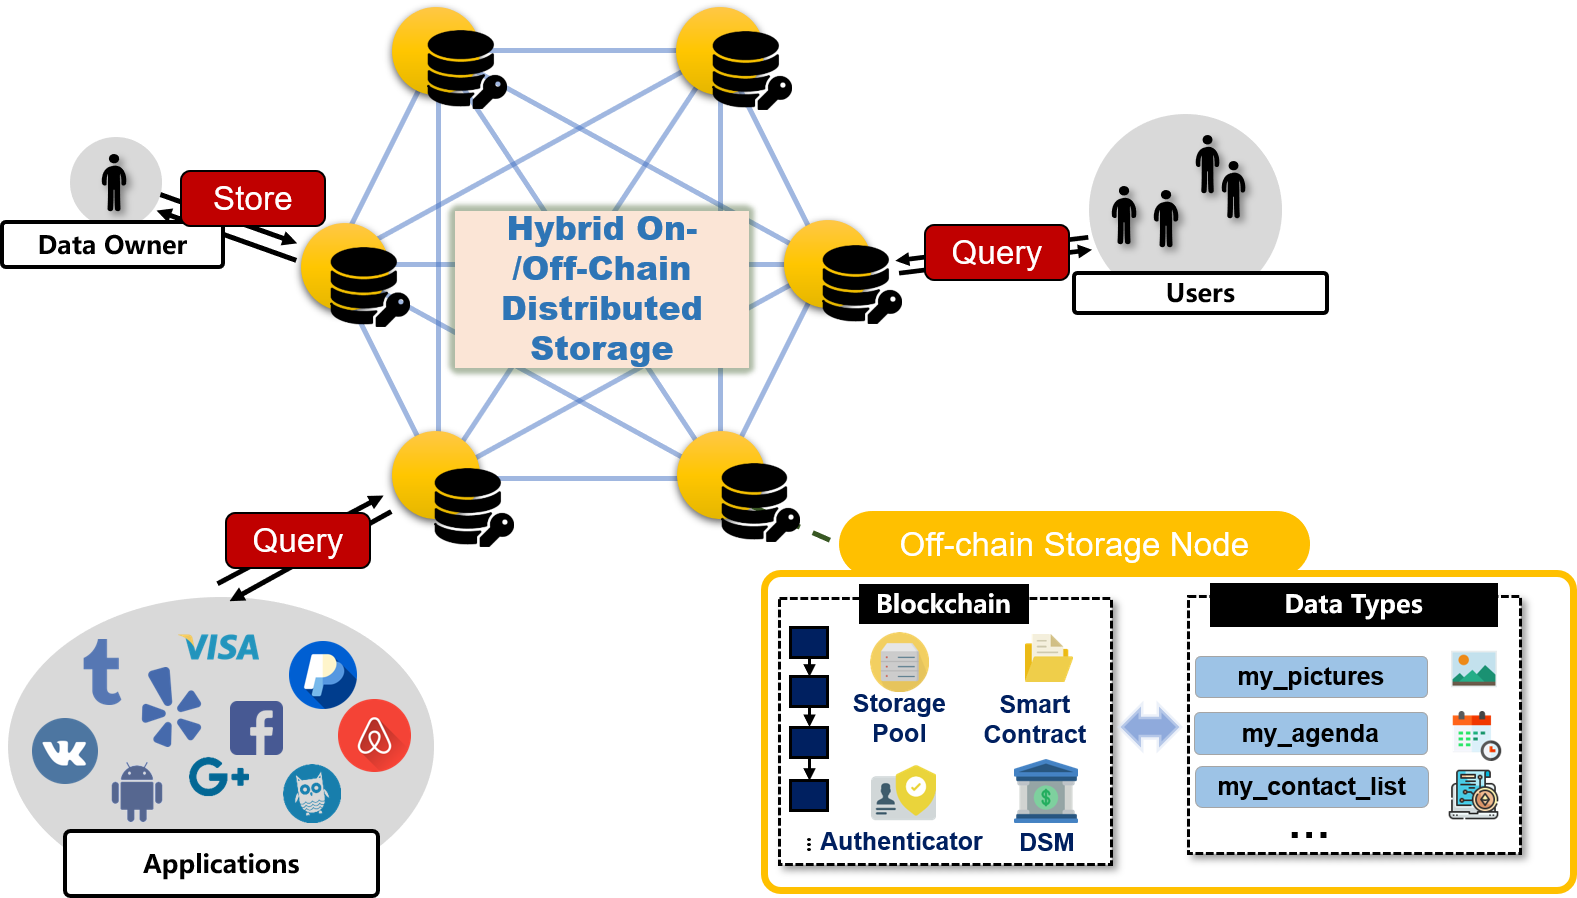 Store
Data Owner
Hybrid On-
/Off-Chain
Distributed
Storage
Query
Users
Query
VISA
G+
Applications
Off-chain Storage Node
Blockchain
Storage
Pool
Smart
Contract
Authenticator
DSM
Data Types
my_pictures
my_agenda
my_contact_list
...